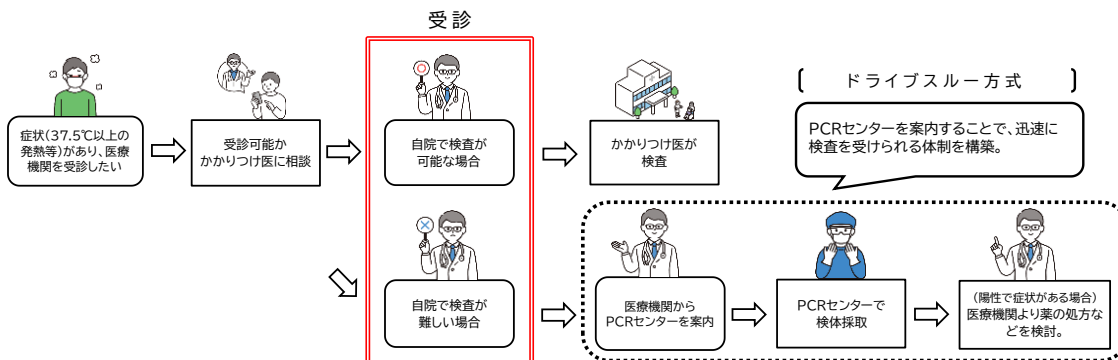 受診
症状(37.5℃以上の
発熱等)があり、医療
機関を受診したい
受診可能か
かかりつけ医に相談
自院で検査が
可能な場合
かかりつけ医が
検査
〔 ドライブスルー方式 〕
PCRセンターを案内することで、迅速に
検査を受けられる体制を構築。
自院で検査が
難しい場合
医療機関から
PCRセンターを案内
PCRセンターで
検体採取
(陽性で症状がある場合)
医療機関より薬の処方な
どを検討。